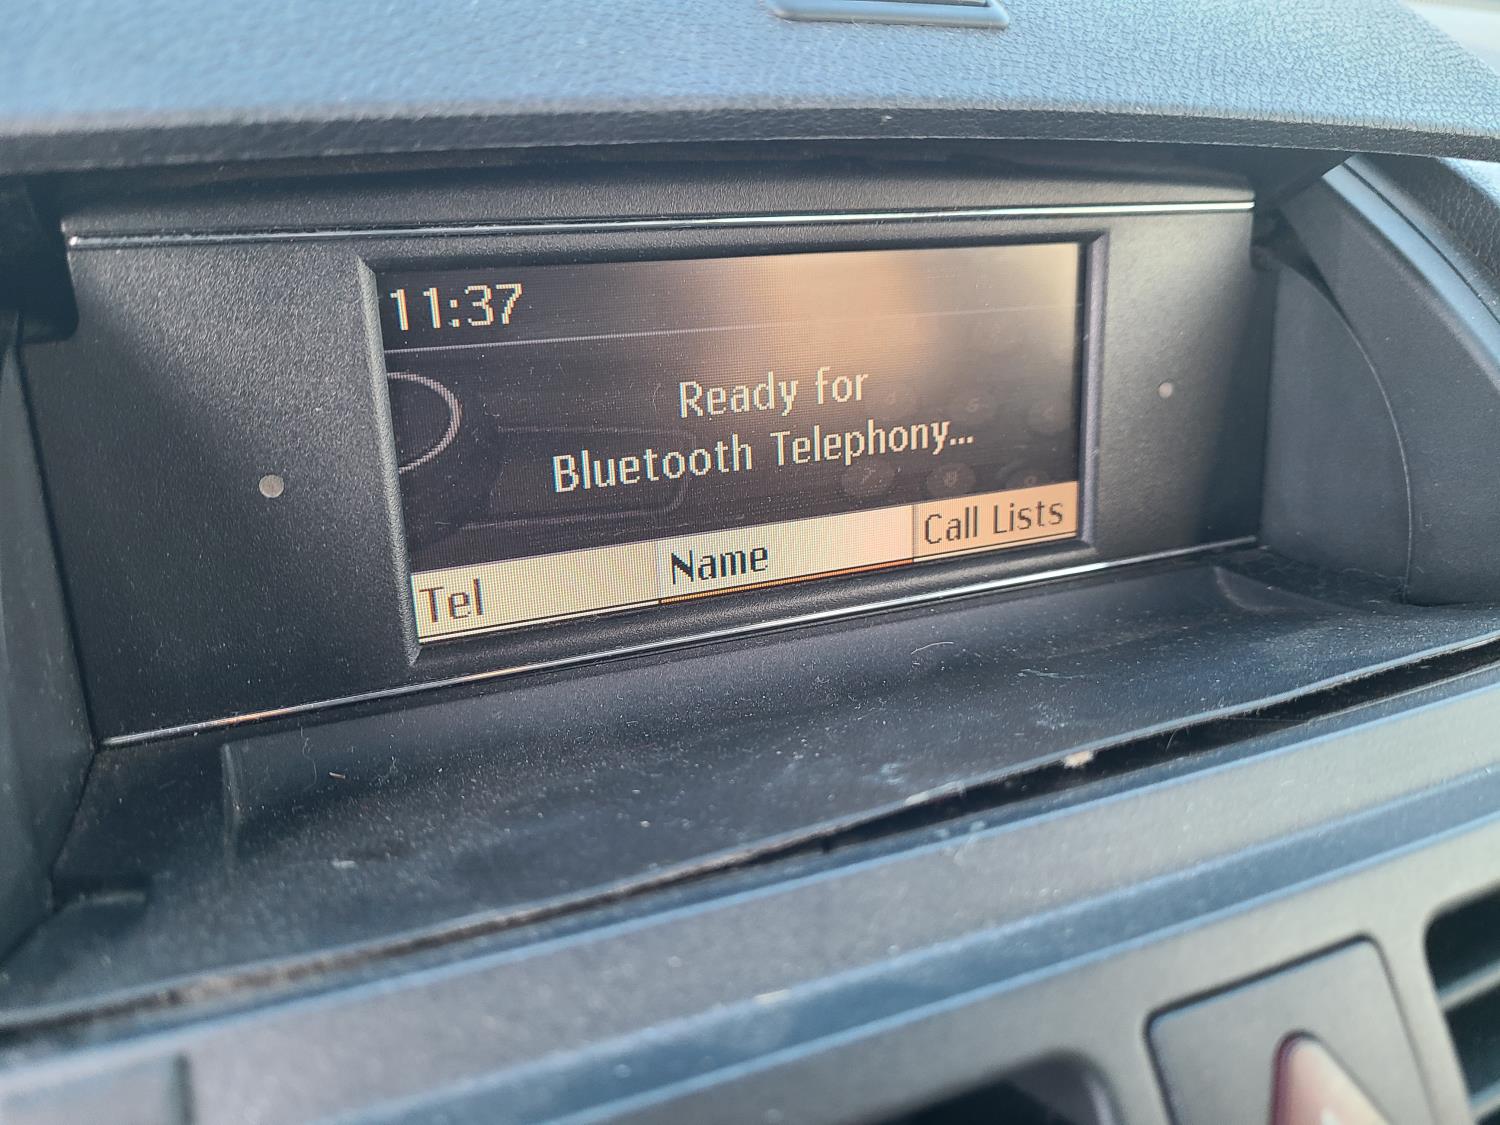 11:37
Ready for
Bluetooth Telephony...
Tel
Name
Call Lists